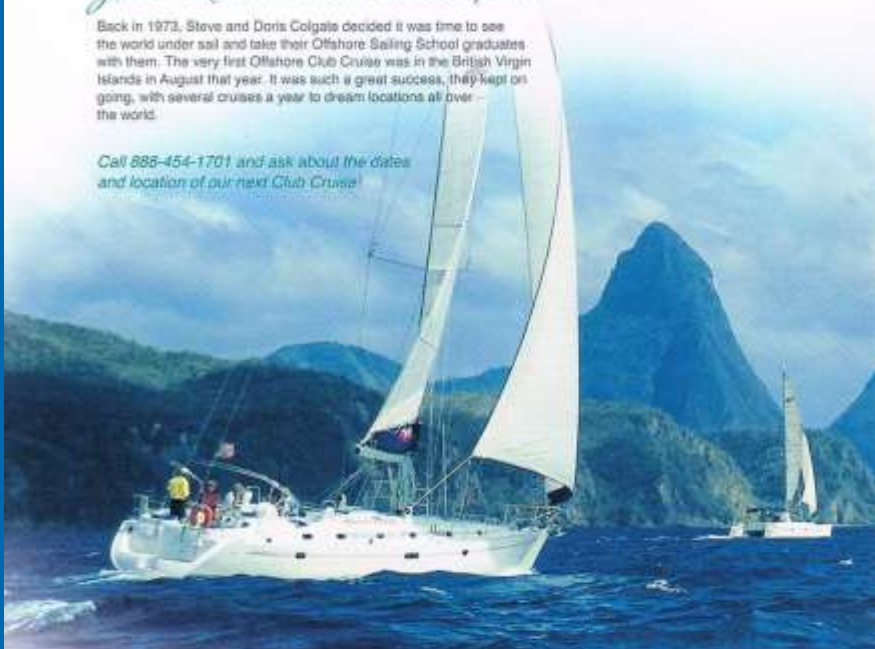 Back in 1973, Steve and Doris Colgate decided it was time to see
the world under sail and take their Offshore Sailing School graduates
with them. The very first Offshore Club Cruise was in the British Virgin
Islands in August that year. It was such a great success, they kept on
going, with several cruises a year to dream locations all over
the world.
Call 888-454-1701 and ask about the dates
and location of our next Club Cruise!